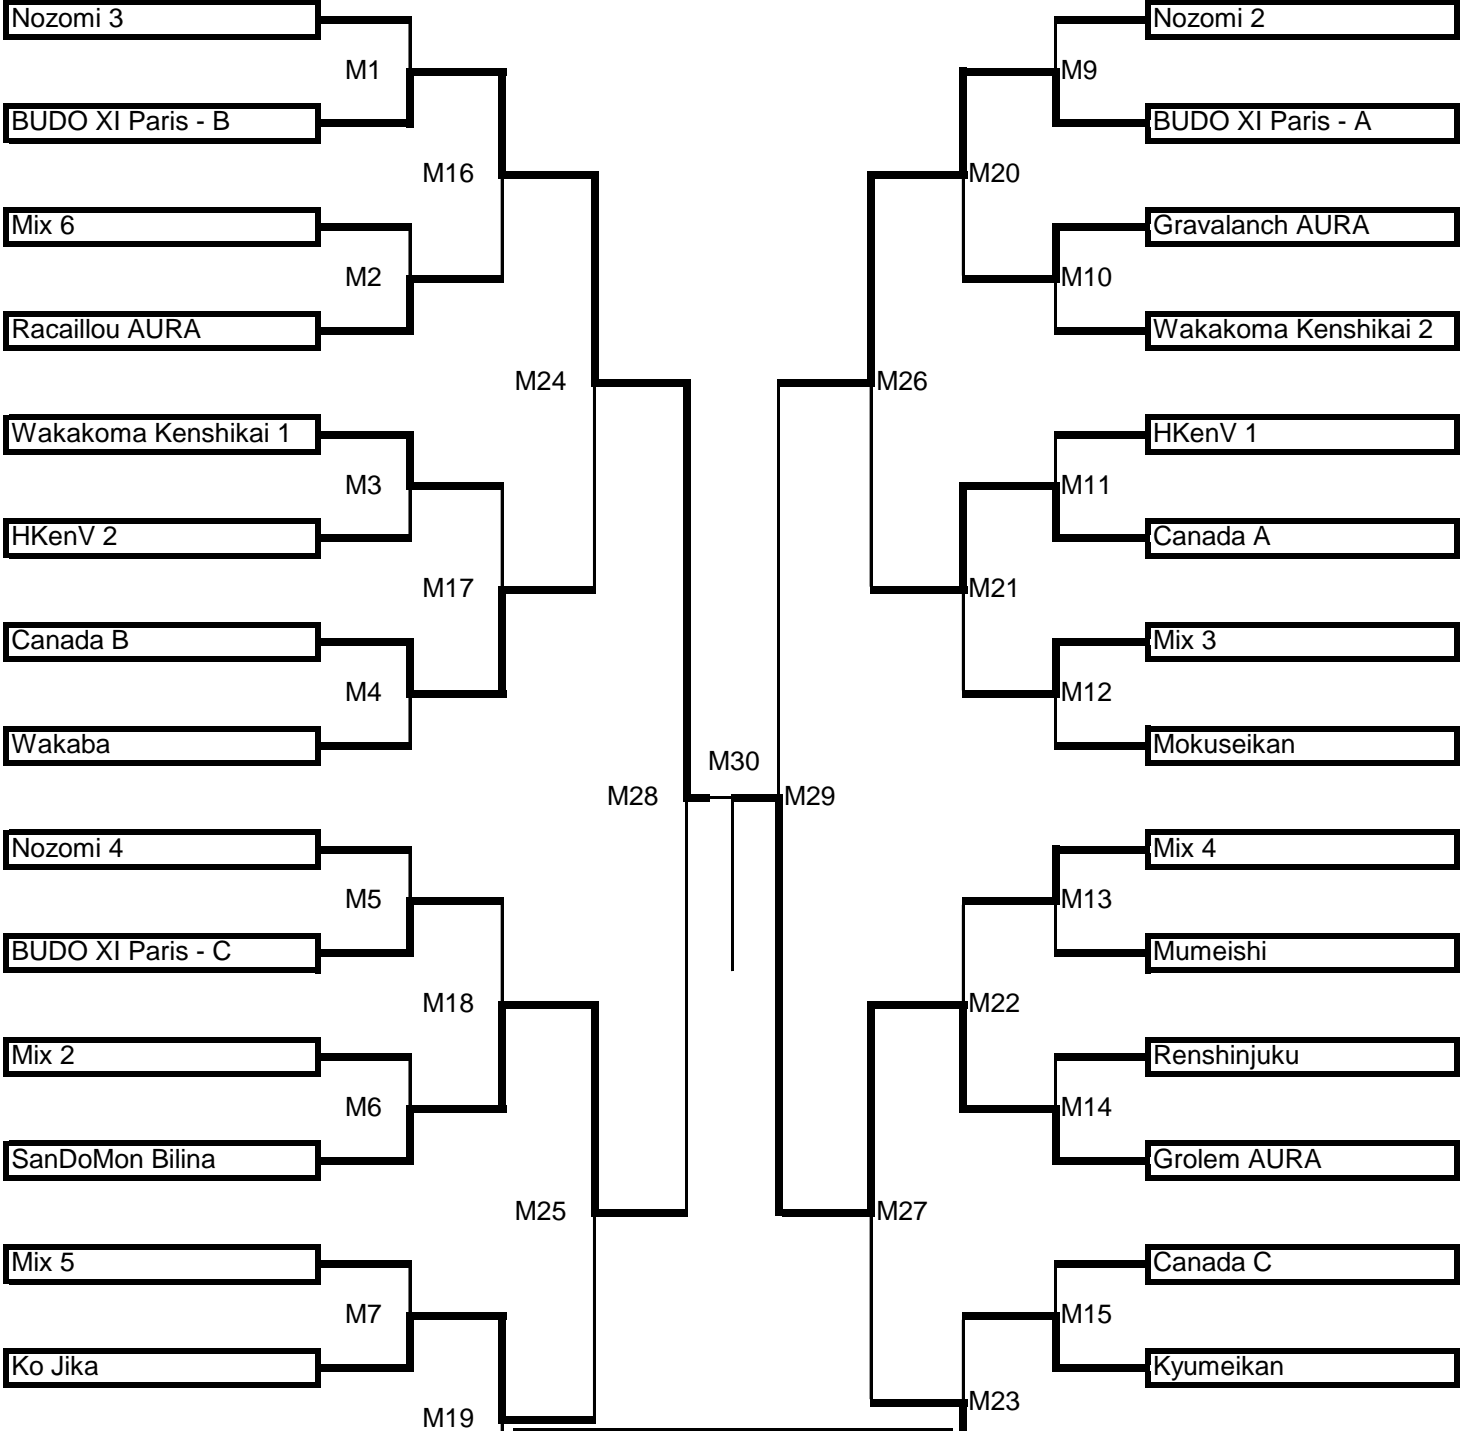 Nozomi 3
Nozomi 2
M1
M9
BUDO XI Paris - B
BUDO XI Paris - A
M16
M20
Mix 6
Gravalanch AURA
M2
M10
Racaillou AURA
Wakakoma Kenshikai 2
M24
M26
Wakakoma Kenshikai 1
HKenV 1
M3
M11
HKenV 2
Canada A
M17
M21
Canada B
Mix 3
M4
M12
Wakaba
Mokuseikan
M30
M28
M29
Nozomi 4
Mix 4
M5
M13
BUDO XI Paris - C
Mumeishi
M18
M22
Mix 2
Renshinjuku
M6
M14
SanDoMon Bilina
Grolem AURA
M25
M27
Mix 5
Canada C
M7
M15
Ko Jika
Kyumeikan
M19
M23